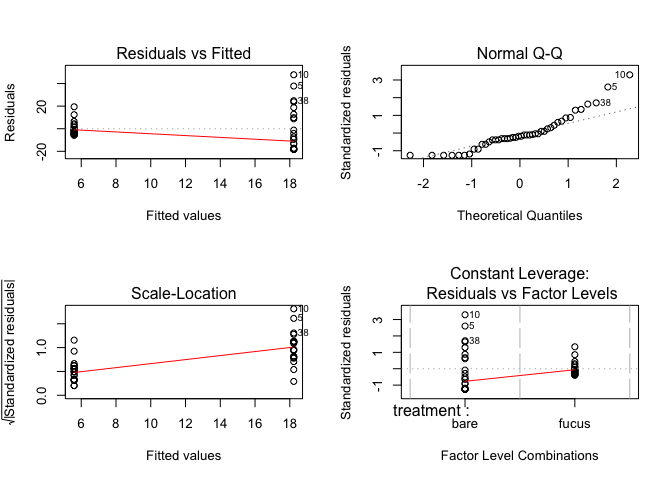 Residuals vs Fitted
Residuals
20
-20
10
5
38
6 8 10 12 14 16 18
Fitted values
Normal Q-Q
Standardized residuals
3
1
-1
10
5
38
-2 -1 0 1 2
Theoretical Quantiles
Scale-Location
√|Standardized residuals|
1.0
0.0
10
5
38
6 8 10 12 14 16 18
Fitted values
Constant Leverage:
Residuals vs Factor Levels
Standardized residuals
3
1
-1
10
5
38
treatment :
bare fucus
Factor Level Combinations